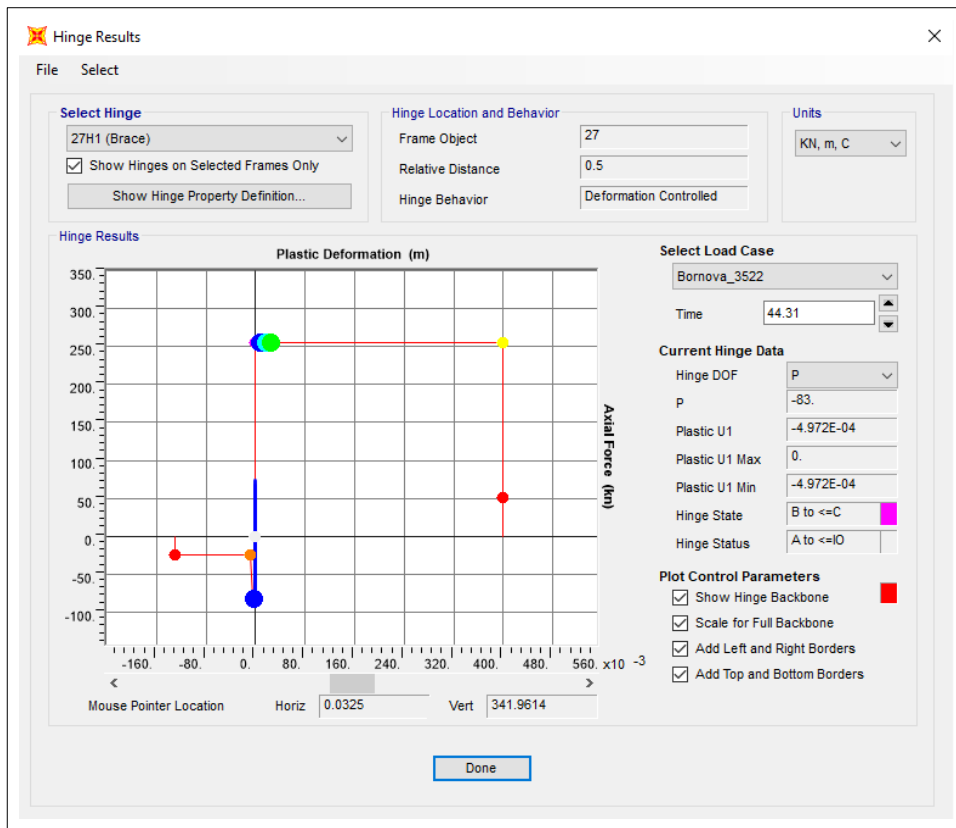 Hinge Results
File Select
Select Hinge
27H1 (Brace)
Show Hinges on Selected Frames Only
Show Hinge Property Definition...
Hinge Location and Behavior
Frame Object 27
Relative Distance 0.5
Hinge Behavior Deformation Controlled
Units
KN, m, C
Hinge Results
Plastic Deformation (m)
350.
300.
250.
200.
150.
100.
50.
0.
-50.
-100.
-160. -80. 0. 80. 160. 240. 320. 400. 480. 560. x10 -3
Axial Force (kn)
< >
Mouse Pointer Location Horiz 0.0325 Vert 341.9614
Select Load Case
Bornova_3522
Time 44.31
Current Hinge Data
Hinge DOF P
P -83.
Plastic U1 -4.972E-04
Plastic U1 Max 0.
Plastic U1 Min -4.972E-04
Hinge State B to <=C
Hinge Status A to <=IO
Plot Control Parameters
Show Hinge Backbone
Scale for Full Backbone
Add Left and Right Borders
Add Top and Bottom Borders
Done